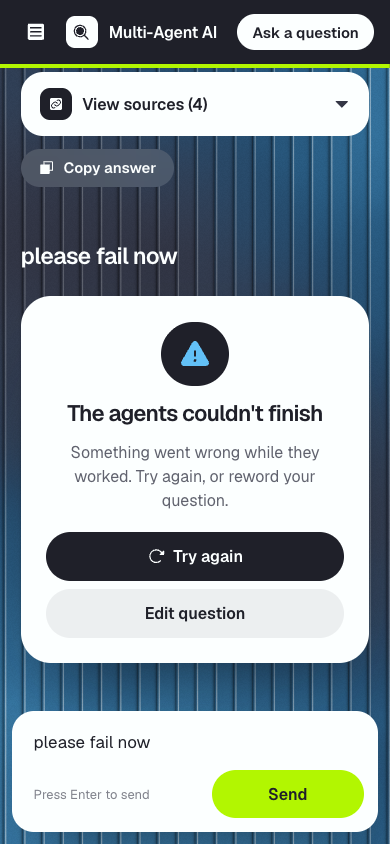 Multi-Agent AI
Ask a question
View sources (4)
Copy answer
please fail now
The agents couldn't finish
Something went wrong while they
worked. Try again, or reword your
question.
Try again
Edit question
please fail now
Press Enter to send
Send